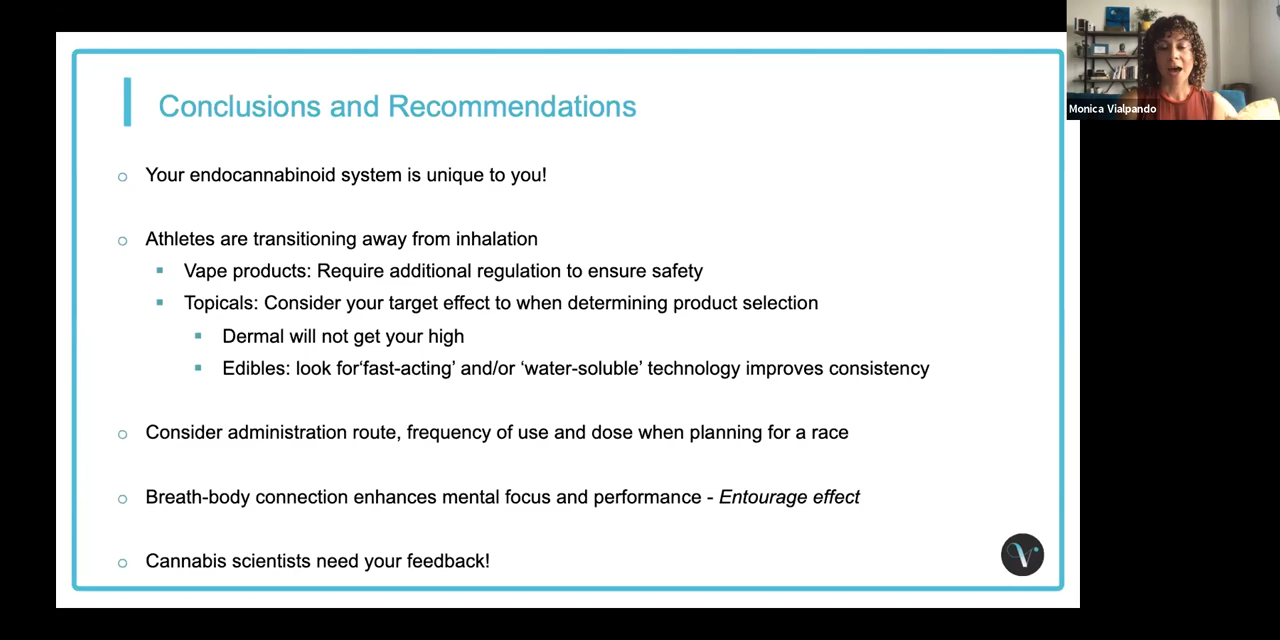 Monica Vialpando
Conclusions and Recommendations
Your endocannabinoid system is unique to you!
Athletes are transitioning away from inhalation
Vape products: Require additional regulation to ensure safety
Topicals: Consider your target effect to when determining product selection
Dermal will not get your high
Edibles: look for‘fast-acting’ and/or ‘water-soluble’ technology improves consistency
Consider administration route, frequency of use and dose when planning for a race
Breath-body connection enhances mental focus and performance - Entourage effect
Cannabis scientists need your feedback!
V